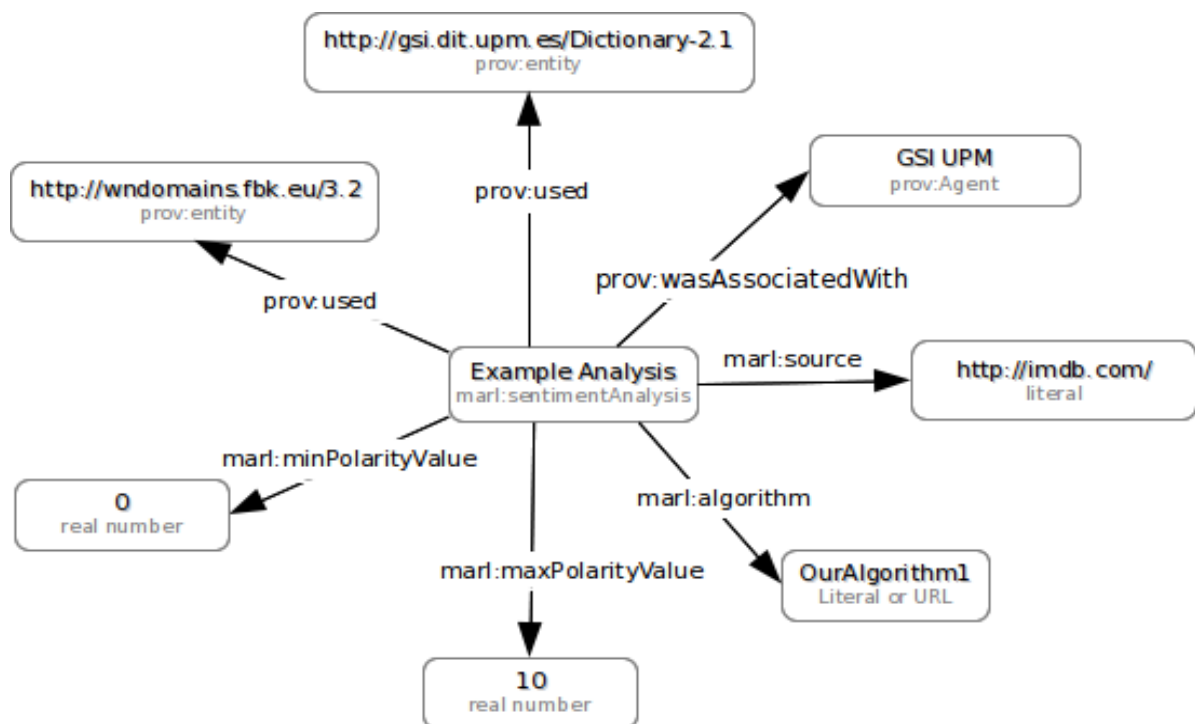 http://gsi.dit.upm.es/Dictionary-2.1
prov:entity
GSI UPM
prov:Agent
http://wndomains.fbk.eu/3.2
prov:entity
prov:used
prov:wasAssociatedWith
prov:used
Example Analysis
marl:sentimentAnalysis
marl:source
http://imdb.com/
literal
marl:minPolarityValue
0
real number
marl:algorithm
marl:maxPolarityValue
OurAlgorithm1
Literal or URL
10
real number